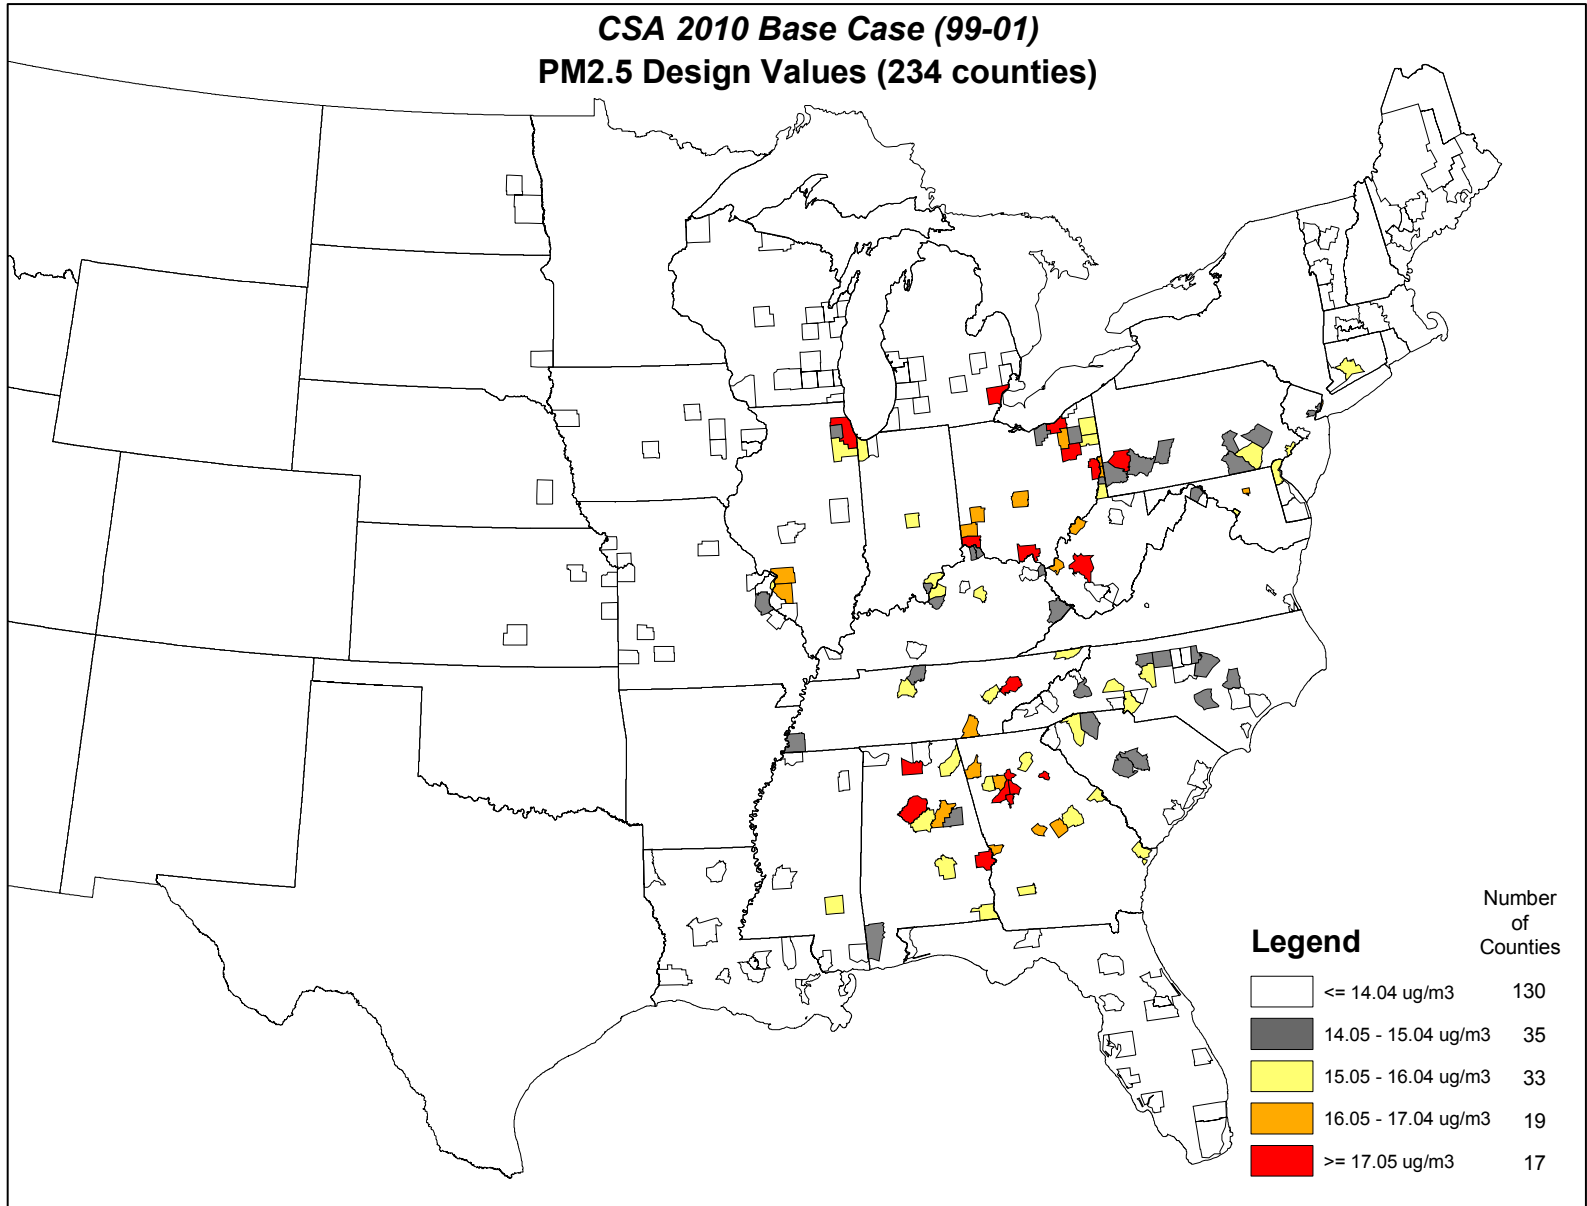 CSA 2010 Base Case (99-01)
PM2.5 Design Values (234 counties)
Number
of
Counties
Legend
<= 14.04 ug/m3 130
14.05 - 15.04 ug/m3 35
15.05 - 16.04 ug/m3 33
16.05 - 17.04 ug/m3 19
>= 17.05 ug/m3 17